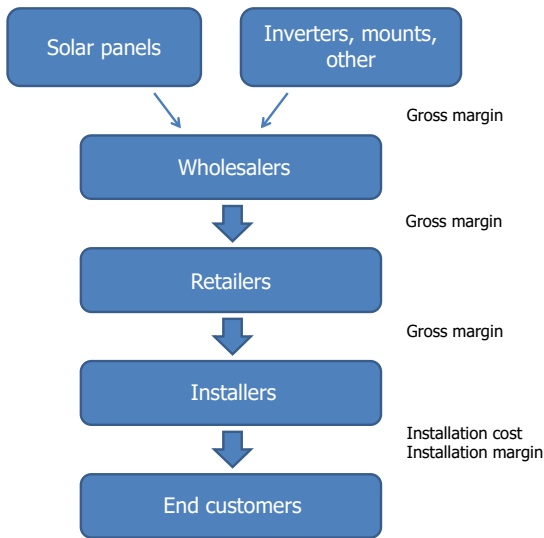 Solar panels
Inverters, mounts,
other
Gross margin
Wholesalers
Gross margin
Retailers
Gross margin
Installers
Installation cost
Installation margin
End customers